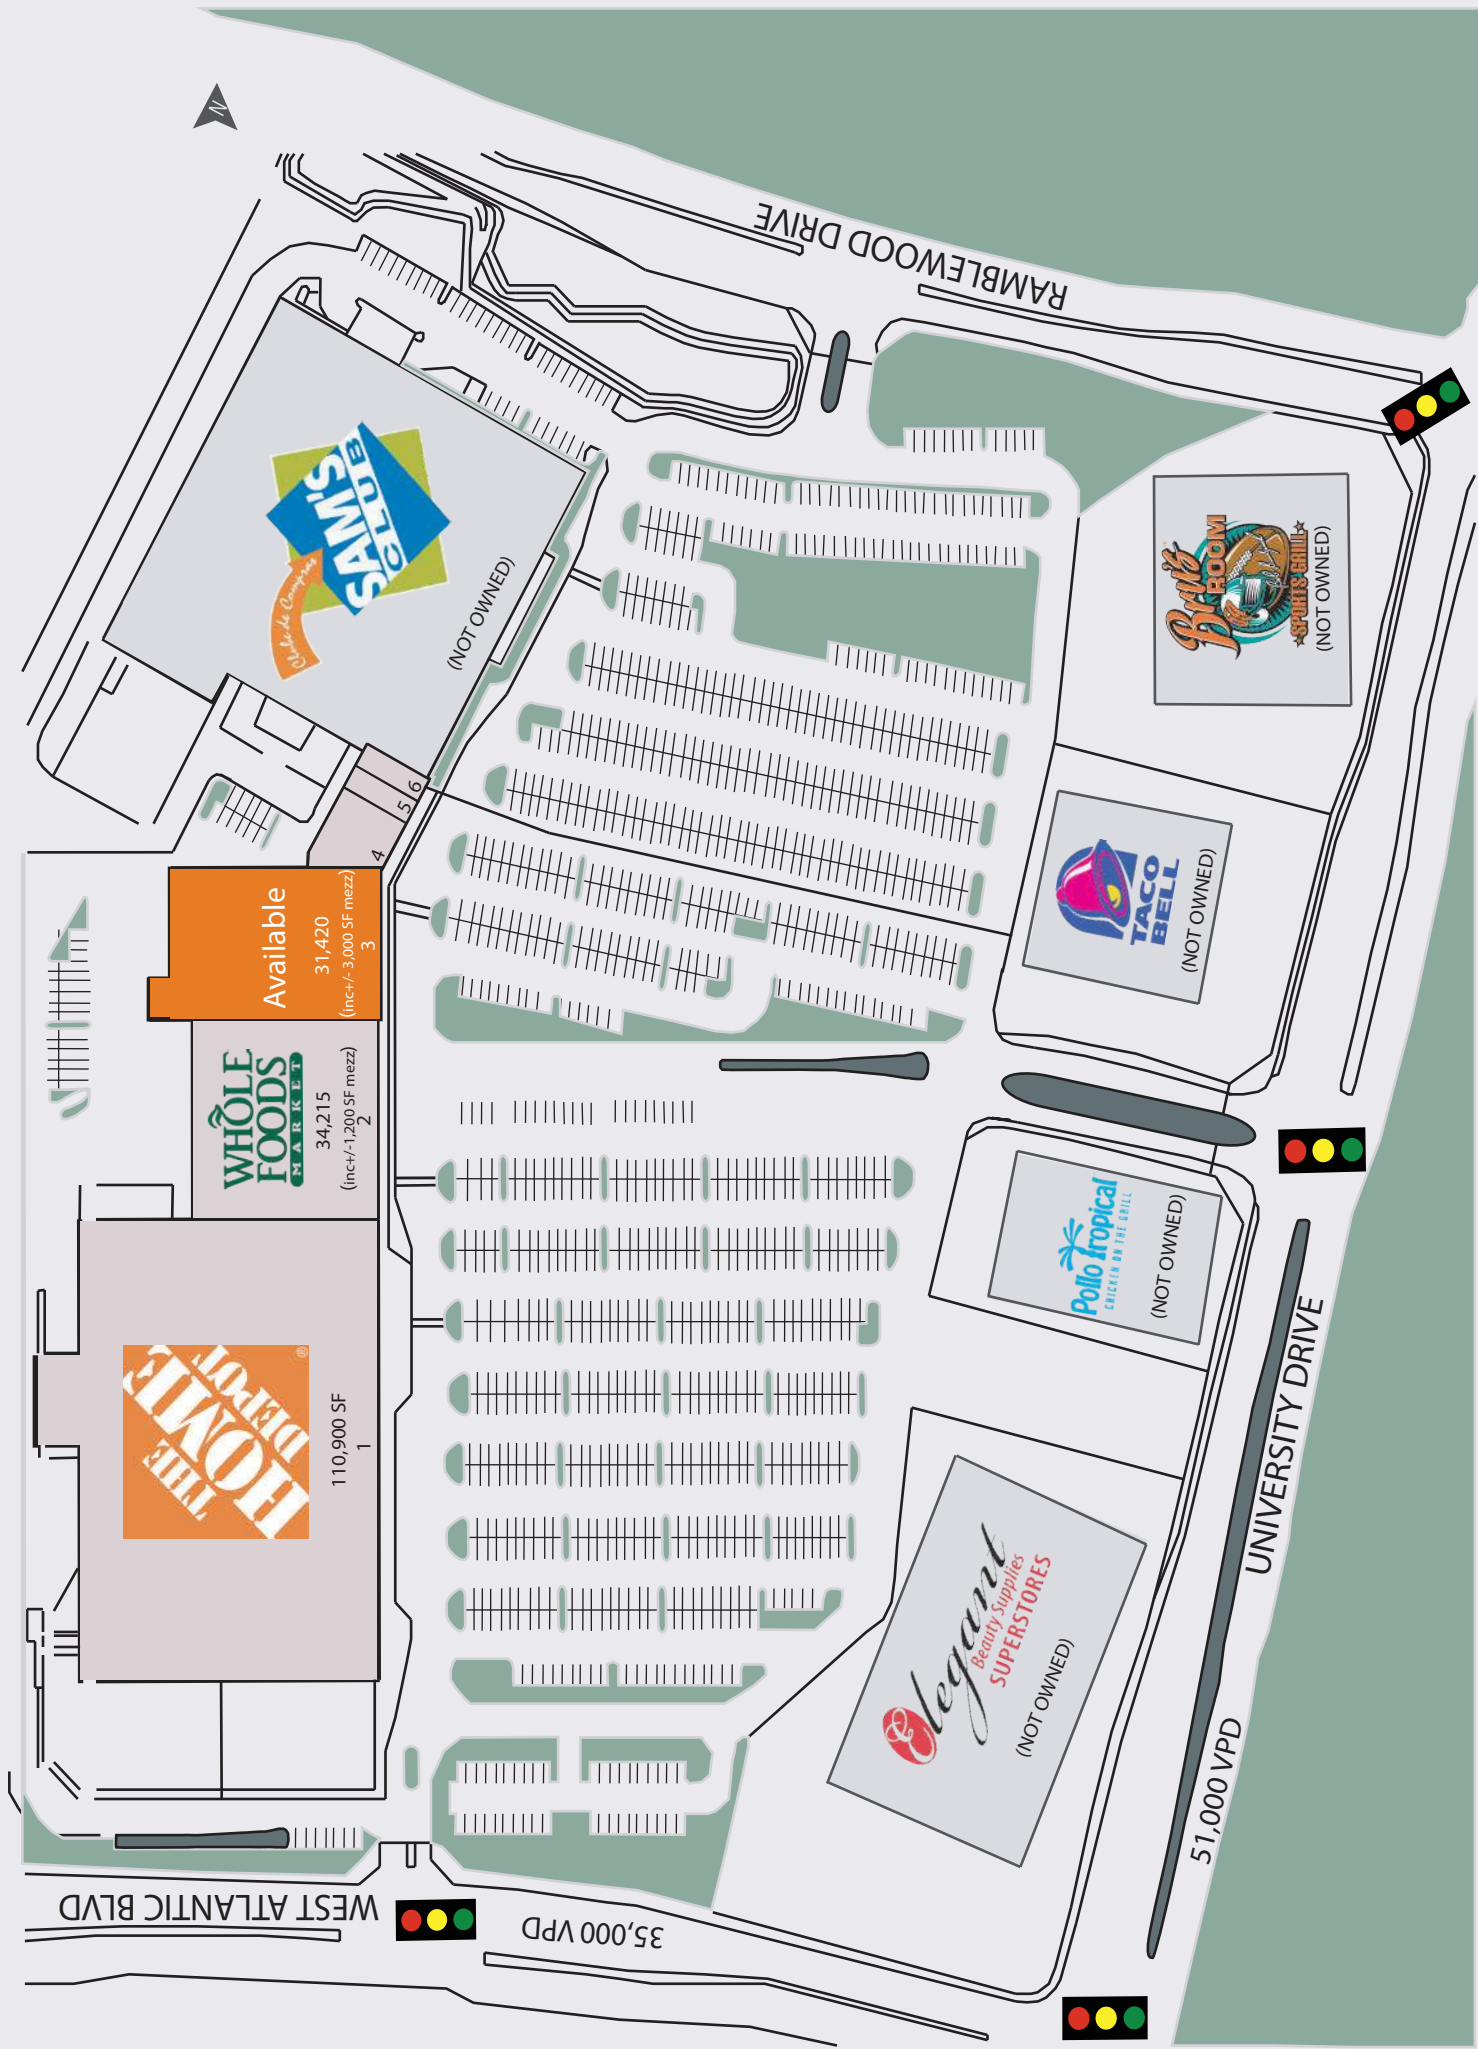 N
RAMBLEWOOD DRIVE
Clube de Compras
SAM'S
CLUB
(NOT OWNED)
Bru's
ROOM
SPORTS GRILL
(NOT OWNED)
6
5
4
TACO
BELL
(NOT OWNED)
Available
31,420
(inc+/- 3,000 SF mezz)
3
WHOLE
FOODS
MARKET
34,215
(inc+/-1,200 SF mezz)
2
Pollo Tropical
CHICKEN ON THE GRILL
(NOT OWNED)
THE
HOME
DEPOT
®
110,900 SF
1
UNIVERSITY DRIVE
51,000 VPD
Elegant
Beauty Supplies
SUPERSTORES
(NOT OWNED)
WEST ATLANTIC BLVD
35,000 VPD